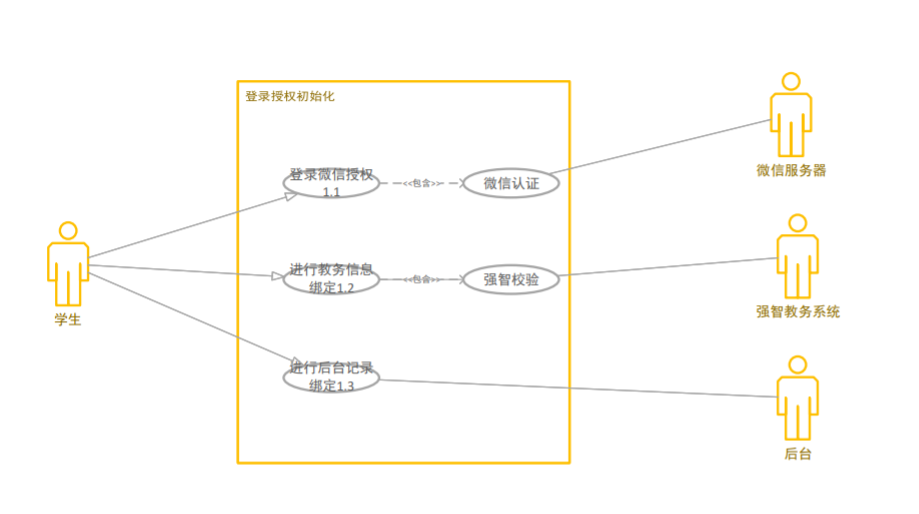 登录授权初始化
登录微信授权
1.1
<<包含>>
微信认证
微信服务器
学生
进行教务信息
绑定1.2
<<包含>>
强智校验
强智教务系统
进行后台记录
绑定1.3
后台